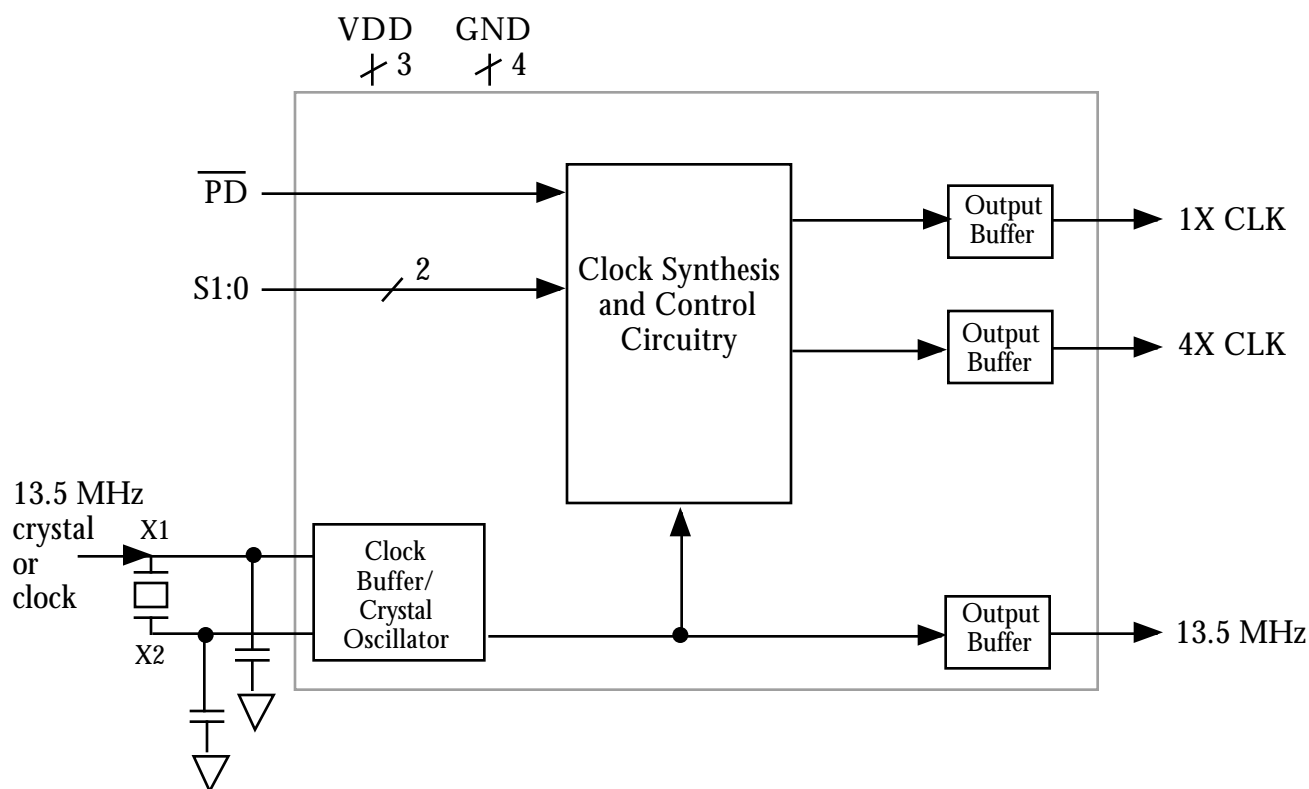 VDD
GND
3
4
PD
S1:0
2
Clock Synthesis
and Control
Circuitry
Output
Buffer
1X CLK
Output
Buffer
4X CLK
13.5 MHz
crystal
or
clock
X1
X2
Clock
Buffer/
Crystal
Oscillator
Output
Buffer
13.5 MHz